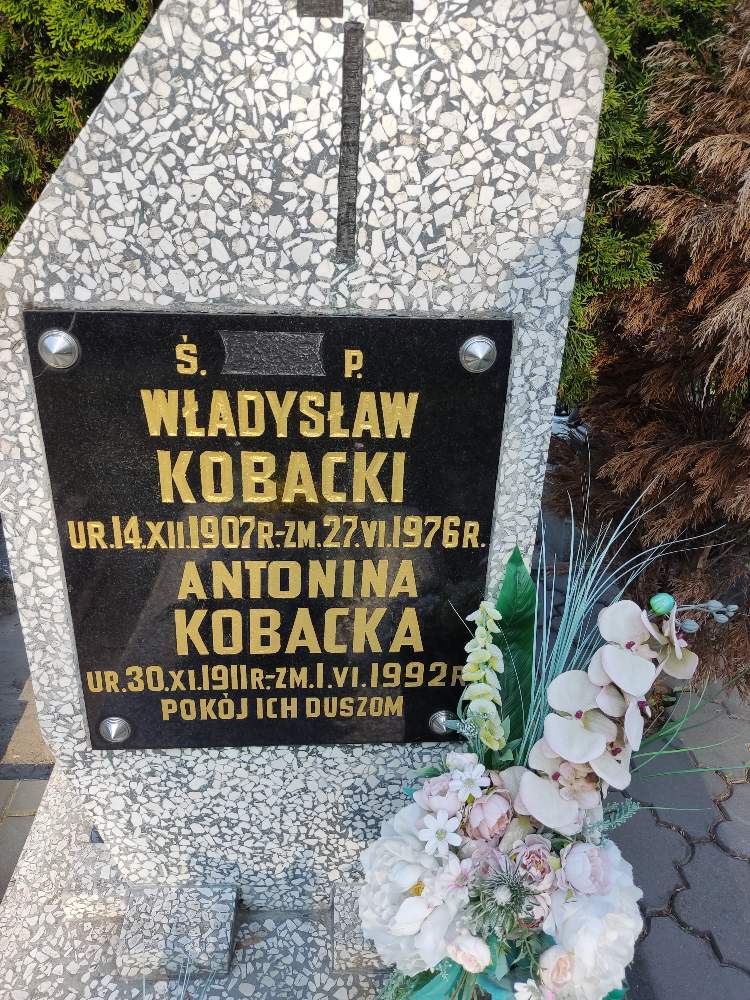 Ś. P.
WŁADYSŁAW
KOBACKI
UR.14.XII.1907R.-ZM.27.VI.1976R.
ANTONINA
KOBACKA
UR.30.XI.1911R-ZM.1.VI.1992R
POKÓJ ICH DUSZOM